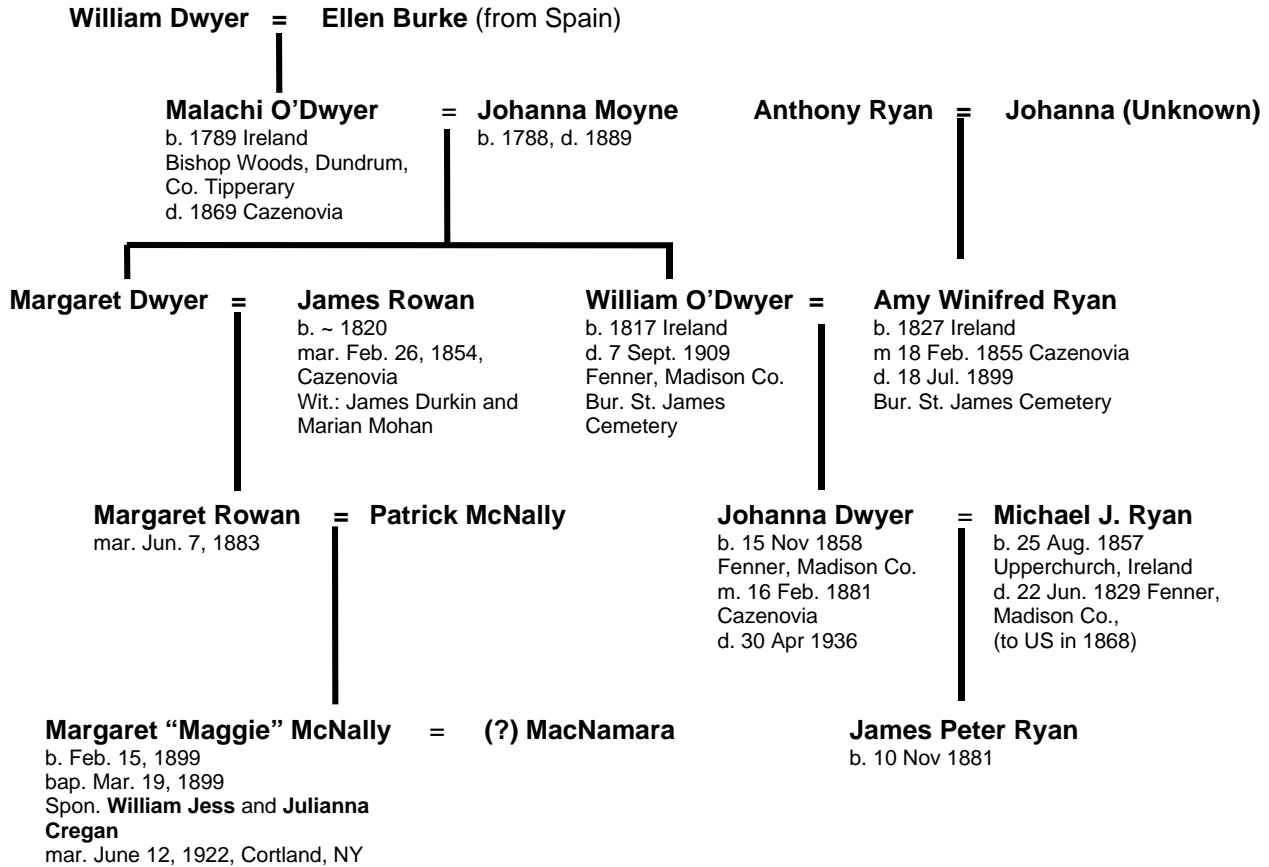 William Dwyer = Ellen Burke (from Spain)
Malachi O'Dwyer = Johanna Moyne
b. 1789 Ireland
Bishop Woods, Dundrum,
Co. Tipperary
d. 1869 Cazenovia
b. 1788, d. 1889
Anthony Ryan = Johanna (Unknown)
Margaret Dwyer = James Rowan
b. ~ 1820
mar. Feb. 26, 1854,
Cazenovia
Wit.: James Durkin and
Marian Mohan
William O'Dwyer = Amy Winifred Ryan
b. 1817 Ireland
d. 7 Sept. 1909
Fenner, Madison Co.
Bur. St. James
Cemetery
b. 1827 Ireland
m 18 Feb. 1855 Cazenovia
d. 18 Jul. 1899
Bur. St. James Cemetery
Margaret Rowan = Patrick McNally
mar. Jun. 7, 1883
Johanna Dwyer = Michael J. Ryan
b. 15 Nov 1858
Fenner, Madison Co.
m. 16 Feb. 1881
Cazenovia
d. 30 Apr 1936
b. 25 Aug. 1857
Upperchurch, Ireland
d. 22 Jun. 1829 Fenner,
Madison Co.,
(to US in 1868)
Margaret “Maggie” McNally = (?) MacNamara
b. Feb. 15, 1899
bap. Mar. 19, 1899
Spon. William Jess and Julianna
Cregan
mar. June 12, 1922, Cortland, NY
James Peter Ryan
b. 10 Nov 1881